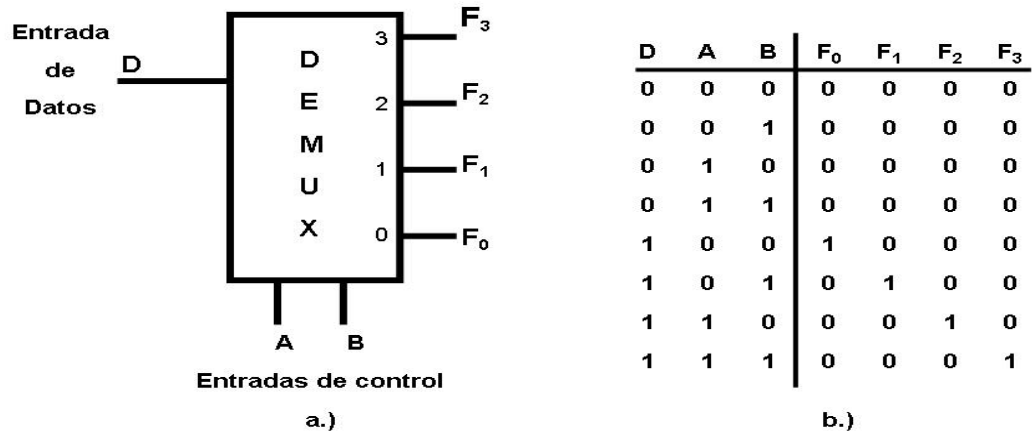 Entrada
de
Datos
D
D
E
M
U
X
3
2
1
0
F3
F2
F1
F0
A B
Entradas de control
a.)
D A B F0 F1 F2 F3
0 0 0 0 0 0 0
0 0 1 0 0 0 0
0 1 0 0 0 0 0
0 1 1 0 0 0 0
1 0 0 1 0 0 0
1 0 1 0 1 0 0
1 1 0 0 0 1 0
1 1 1 0 0 0 1
b.)